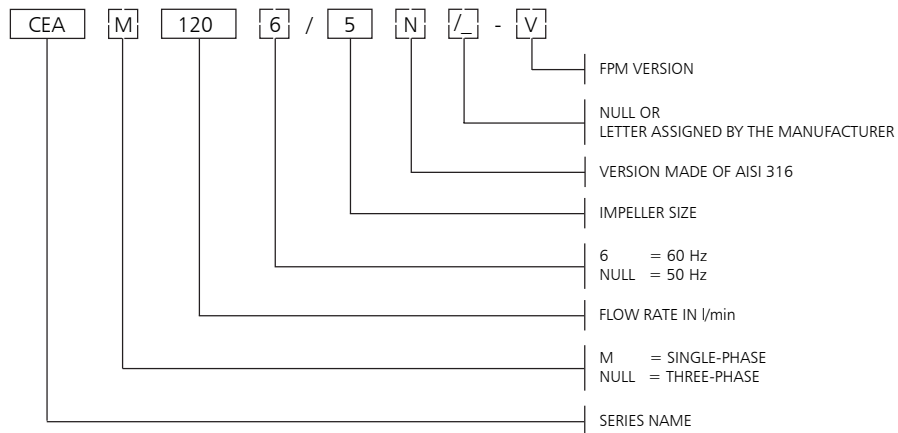 CEA M 120 6 / 5 N /_ - V
FPM VERSION
NULL OR
LETTER ASSIGNED BY THE MANUFACTURER
VERSION MADE OF AISI 316
IMPELLER SIZE
6 = 60 Hz
NULL = 50 Hz
FLOW RATE IN l/min
M = SINGLE-PHASE
NULL = THREE-PHASE
SERIES NAME